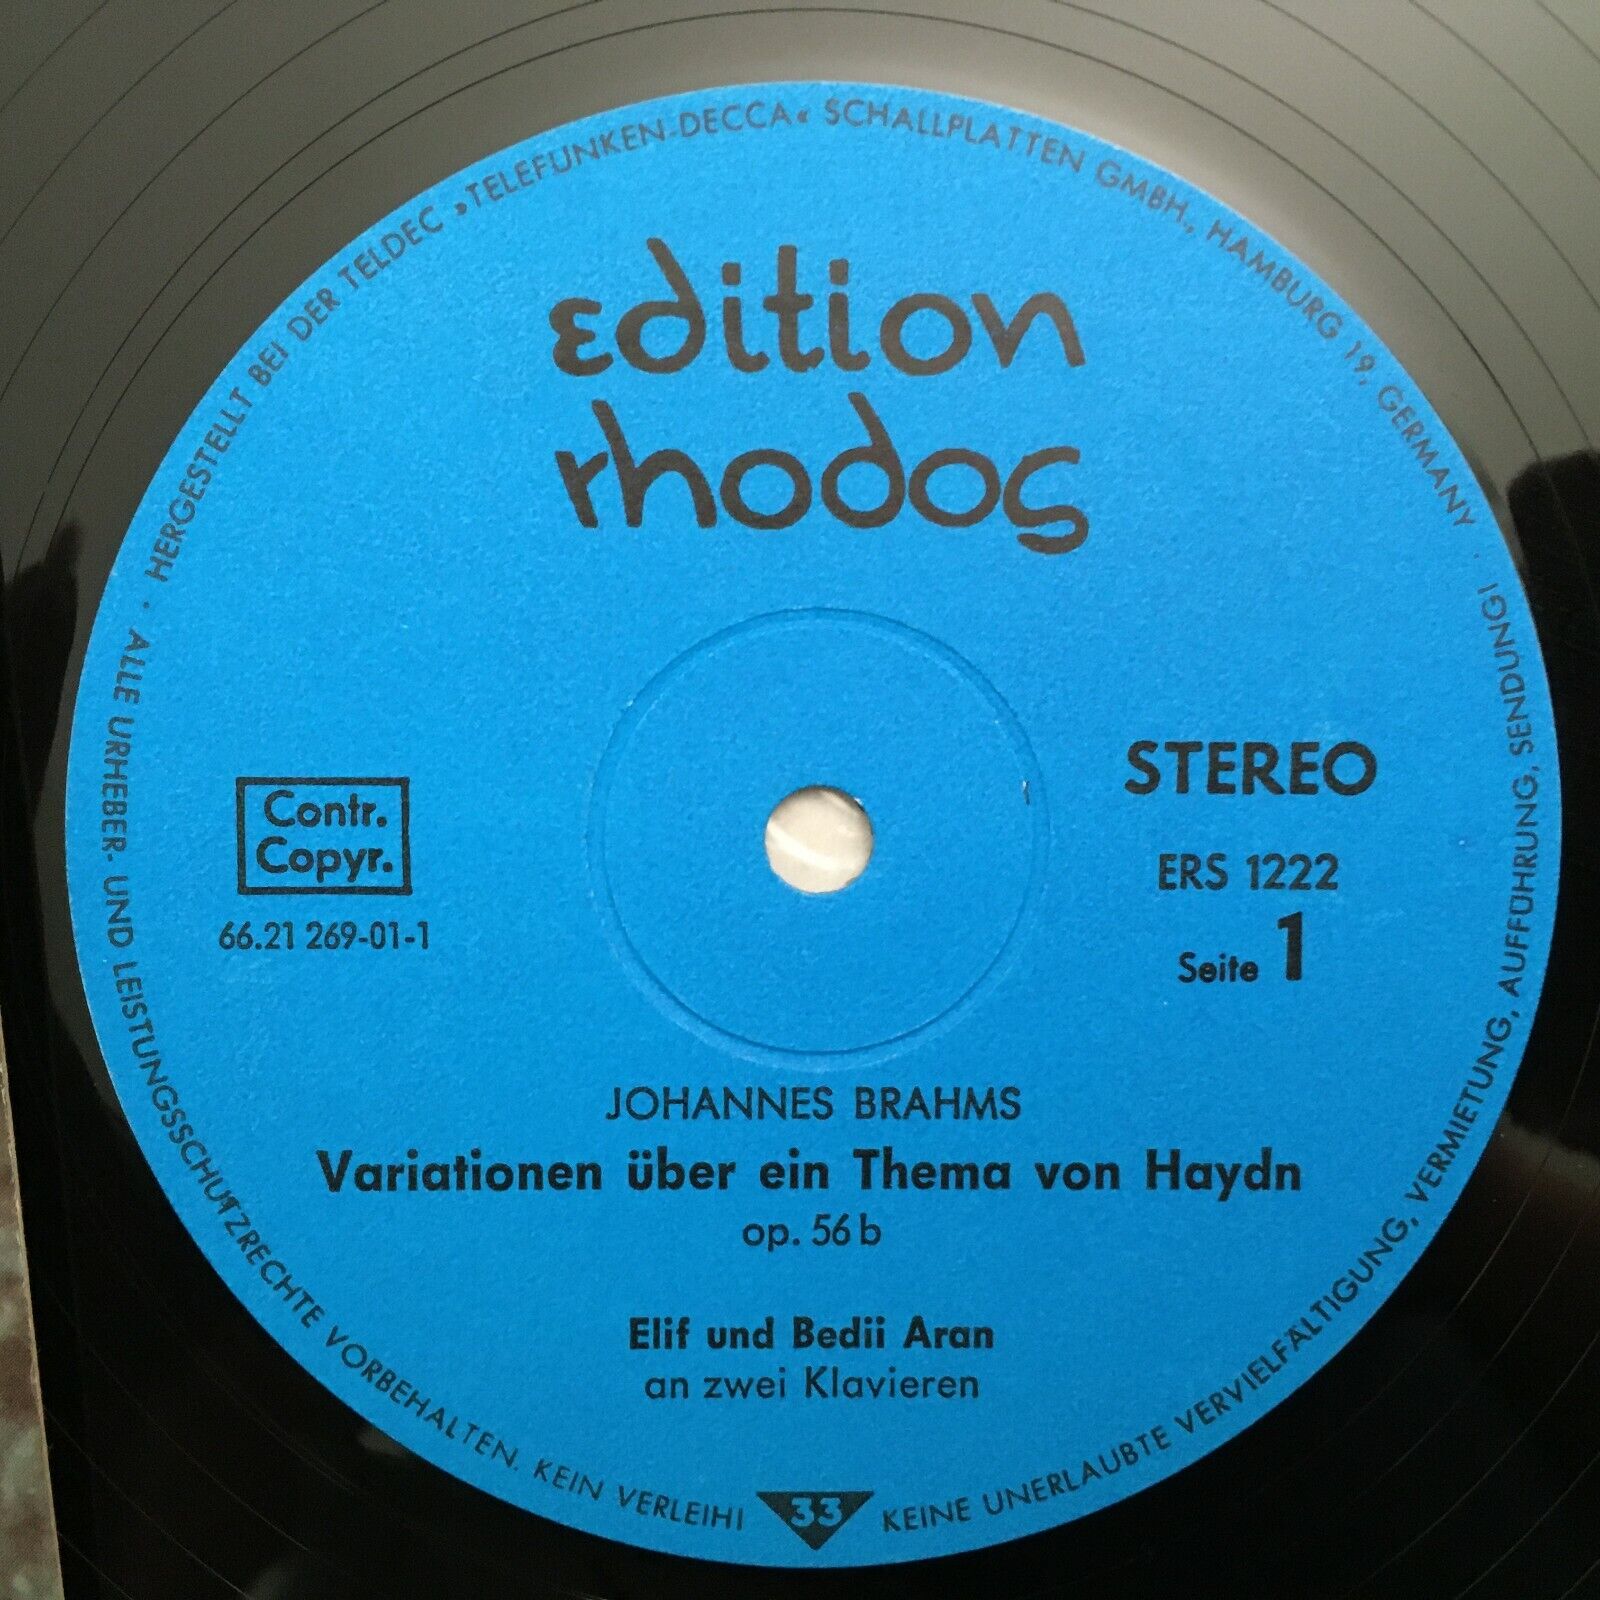 HERGESTELLT BEI DER TELDEC »TELEFUNKEN-DECCA« SCHALLPLATTEN GMBH., HAMBURG 19, GERMANY ·
edition
rhodos
STEREO
Contr.
Copyr.
ERS 1222
66.21 269-01-1
Seite 1
JOHANNES BRAHMS
Variationen über ein Thema von Haydn
op. 56 b
Elif und Bedii Aran
an zwei Klavieren
· ALLE URHEBER- UND LEISTUNGSSCHUTZRECHTE VORBEHALTEN. KEIN VERLEIH! 33 KEINE UNERLAUBTE VERVIELFÄLTIGUNG, VERMIETUNG, AUFFÜHRUNG, SENDUNG!